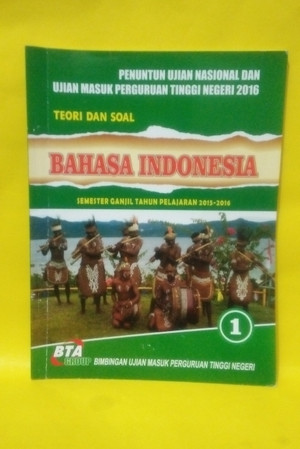 PENUNTUN UJIAN NASIONAL DAN
UJIAN MASUK PERGURUAN TINGGI NEGERI 2016
TEORI DAN SOAL
BAHASA INDONESIA
SEMESTER GANJIL TAHUN PELAJARAN 2015-2016
1
BTA
GROUP
BIMBINGAN UJIAN MASUK PERGURUAN TINGGI NEGERI